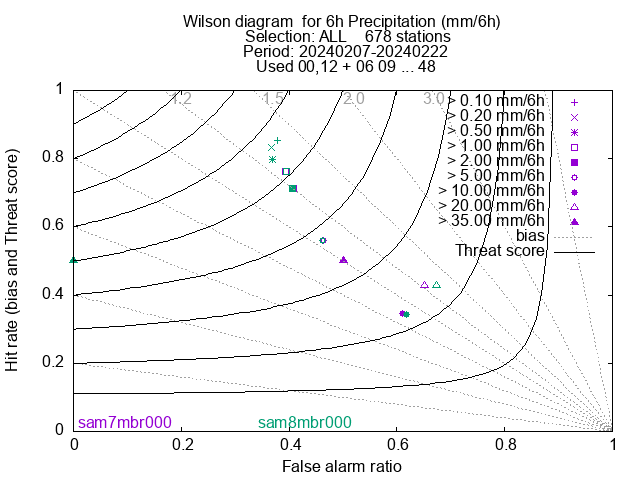 Wilson diagram  for 6h Precipitation (mm/6h)
Selection: ALL    678 stations
Period: 20240207-20240222
Used 00,12 + 06 09 ... 48
1.2 1.5 2.0 3.0
> 0.10 mm/6h
> 0.20 mm/6h
> 0.50 mm/6h
> 1.00 mm/6h
> 2.00 mm/6h
> 5.00 mm/6h
> 10.00 mm/6h
> 20.00 mm/6h
> 35.00 mm/6h
bias
Threat score
Hit rate (bias and Threat score)
1
0.8
0.6
0.4
0.2
0
sam7mbr000 sam8mbr000
0 0.2 0.4 0.6 0.8 1
False alarm ratio